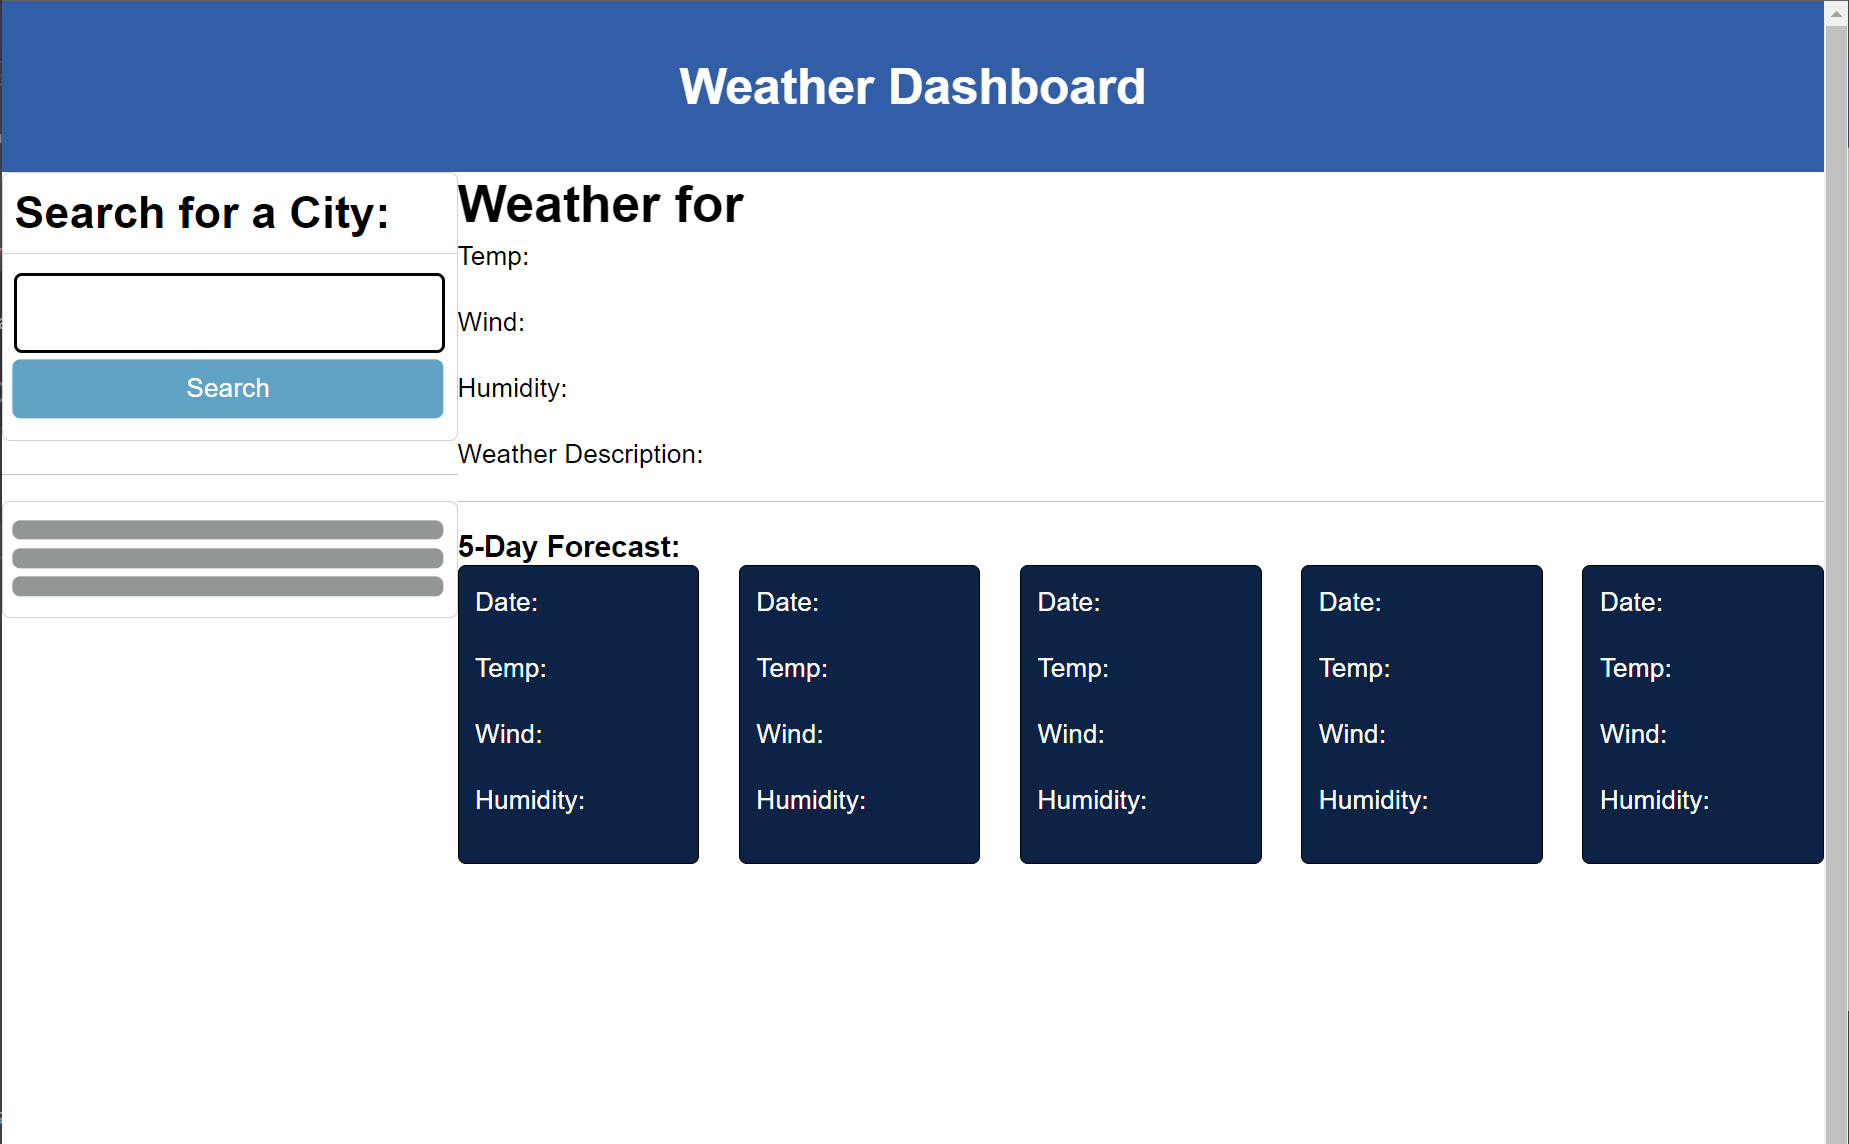 Weather Dashboard
Search for a City:
Search
Weather for
Temp:
Wind:
Humidity:
Weather Description:
5-Day Forecast:
Date:
Temp:
Wind:
Humidity:
Date:
Temp:
Wind:
Humidity:
Date:
Temp:
Wind:
Humidity:
Date:
Temp:
Wind:
Humidity:
Date:
Temp:
Wind:
Humidity: